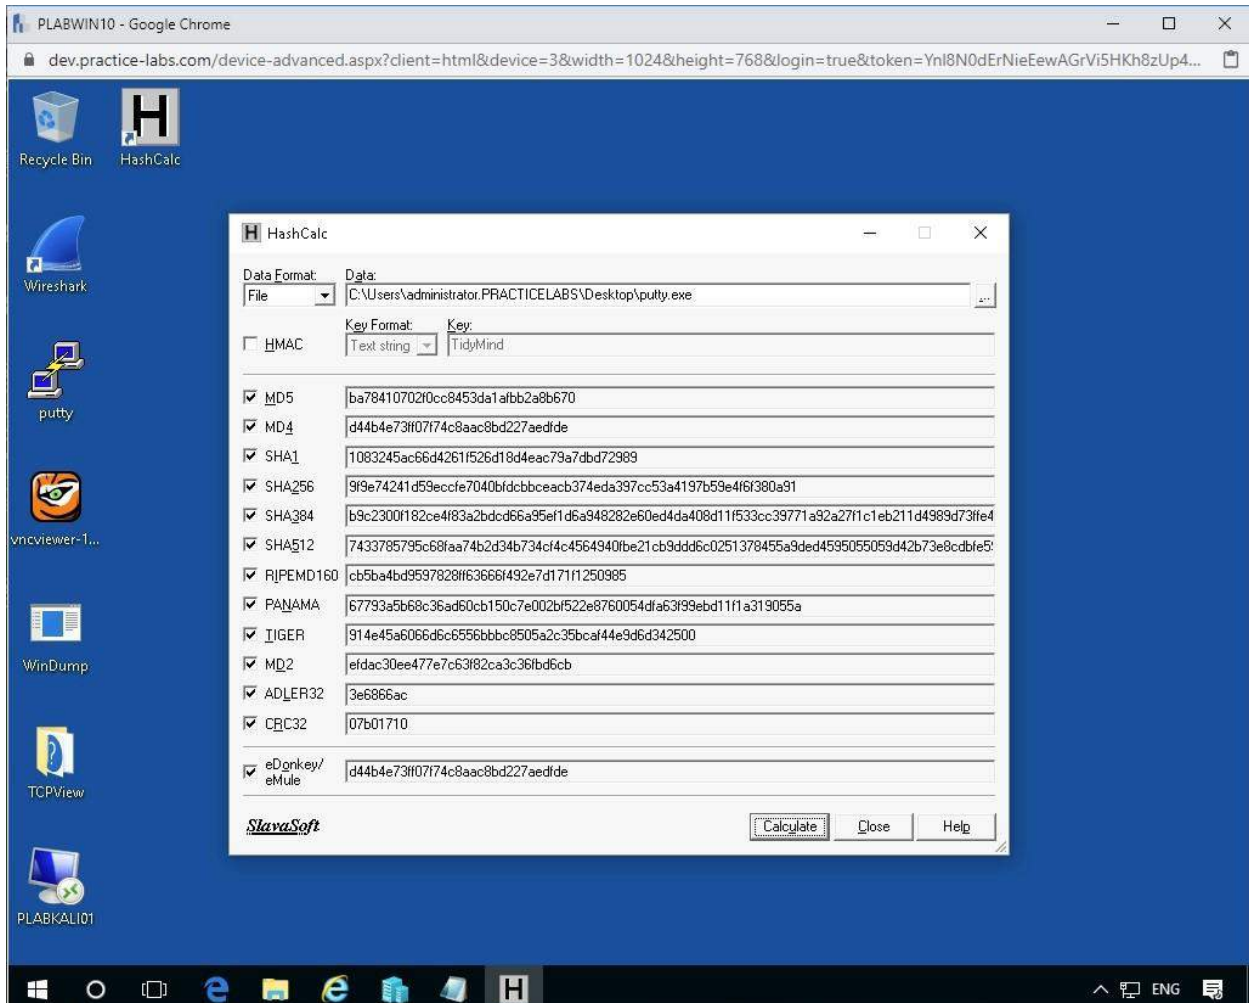 PLABWIN10 - Google Chrome
dev.practice-labs.com/device-advanced.aspx?client=html&device=3&width=1024&height=768&login=true&token=YnI8N0dErNieEewAGrVi5HKh8zUp4...
Recycle Bin
HashCalc
Wireshark
putty
vncviewer-1...
WinDump
TCPView
PLABKALI01
H HashCalc
Data Format:
Data:
File
C:\Users\administrator.PRACTICELABS\Desktop\putty.exe
...
HMAC
Key Format:
Key:
Text string
TidyMind
MD5
ba78410702f0cc8453da1afbb2a8b670
MD4
d44b4e73ff07f74c8aac8bd227aedfde
SHA1
1083245ac66d4261f526d18d4eac79a7dbd72989
SHA256
9f9e74241d59eccfe7040bfdcbbceacb374eda397cc53a4197b59e4f6f380a91
SHA384
b9c2300f182ce4f83a2bdcd66a95ef1d6a948282e60ed4da408d11f533cc39771a92a27f1c1eb211d4989d73ffe4
SHA512
7433785795c68faa74b2d34b734cf4c4564940fbe21cb9ddd6c0251378455a9ded4595055059d42b73e8cdbfe5
RIPEMD160
cb5ba4bd9597828ff63666f492e7d171f1250985
PANAMA
67793a5b68c36ad60cb150c7e002bf522e8760054dfa63f99ebd11f1a319055a
TIGER
914e45a6066d6c6556bbbc8505a2c35bcaf44e9d6d342500
MD2
efdac30ee477e7c63f82ca3c36fbd6cb
ADLER32
3e6866ac
CRC32
07b01710
eDonkey/
eMule
d44b4e73ff07f74c8aac8bd227aedfde
SlavaSoft
Calculate
Close
Help
ENG